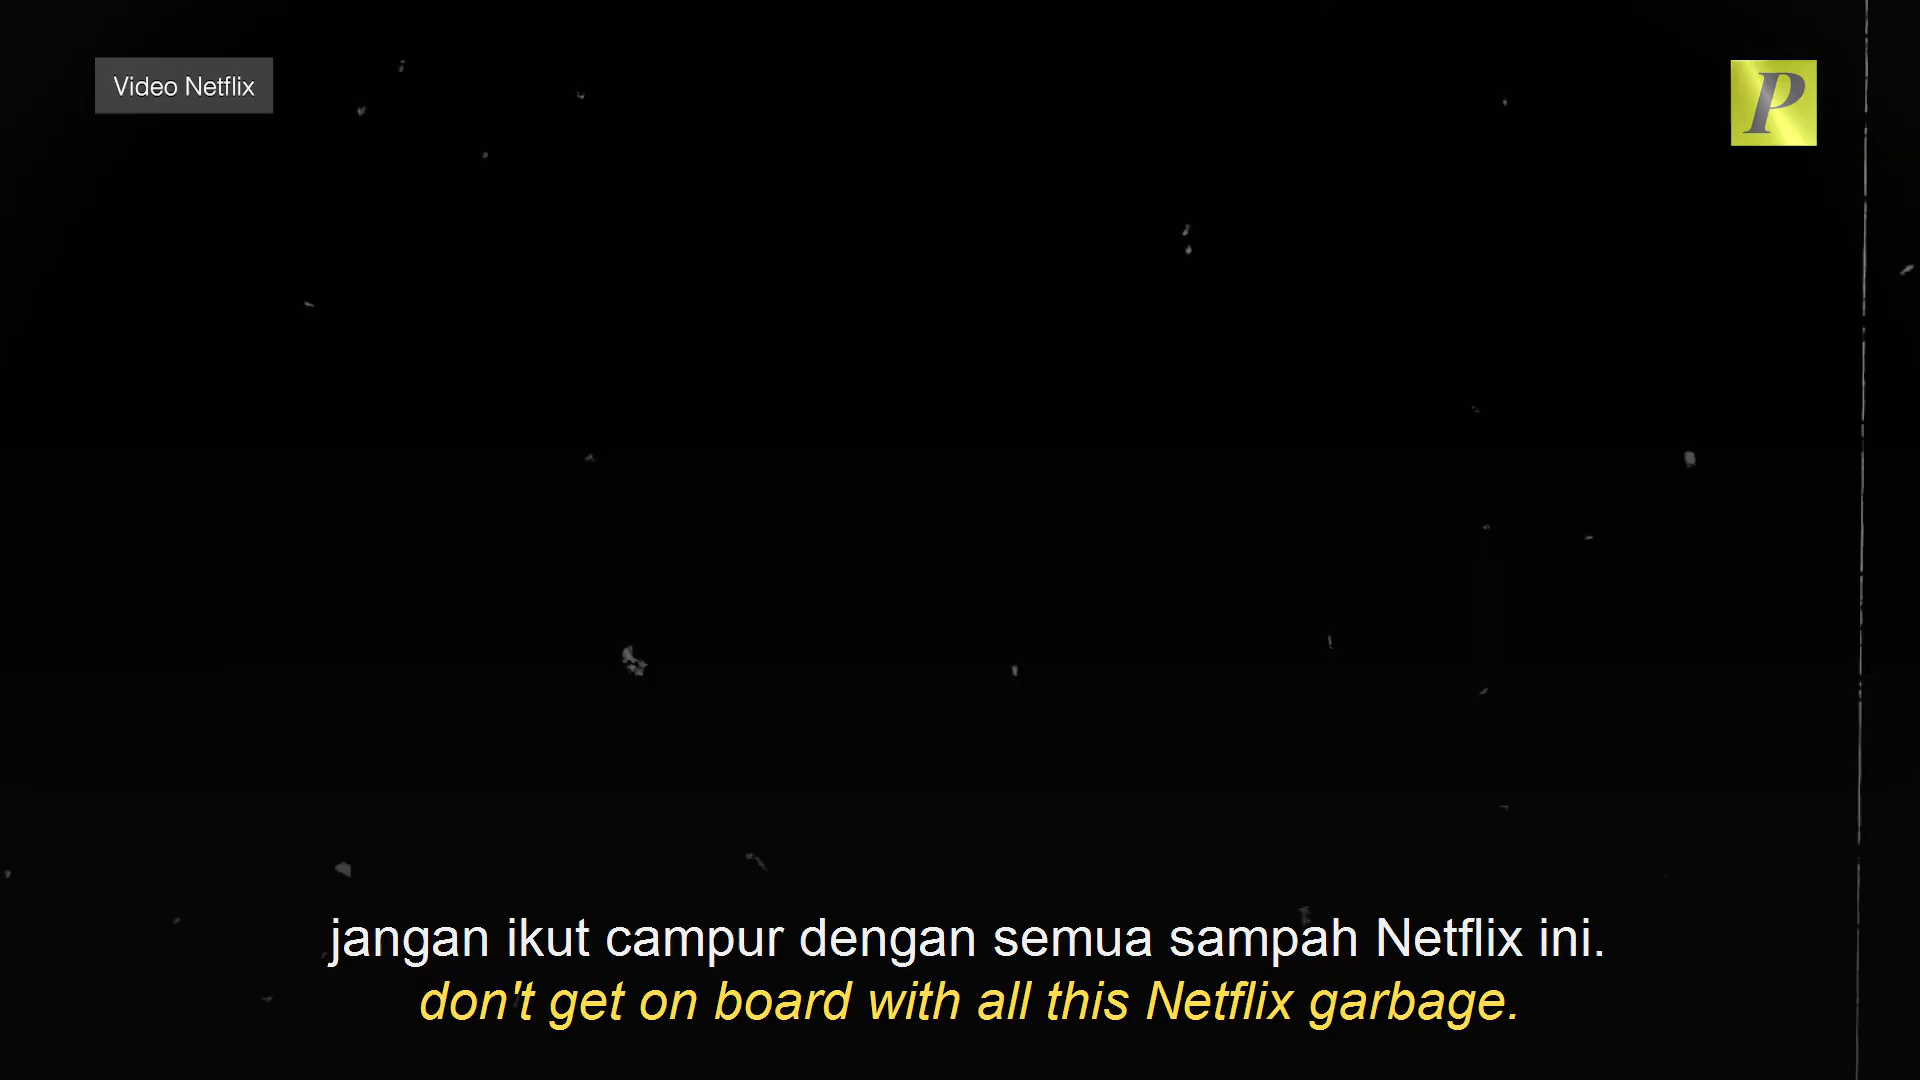 Video Netflix
P
jangan ikut campur dengan semua sampah Netflix ini.
don't get on board with all this Netflix garbage.